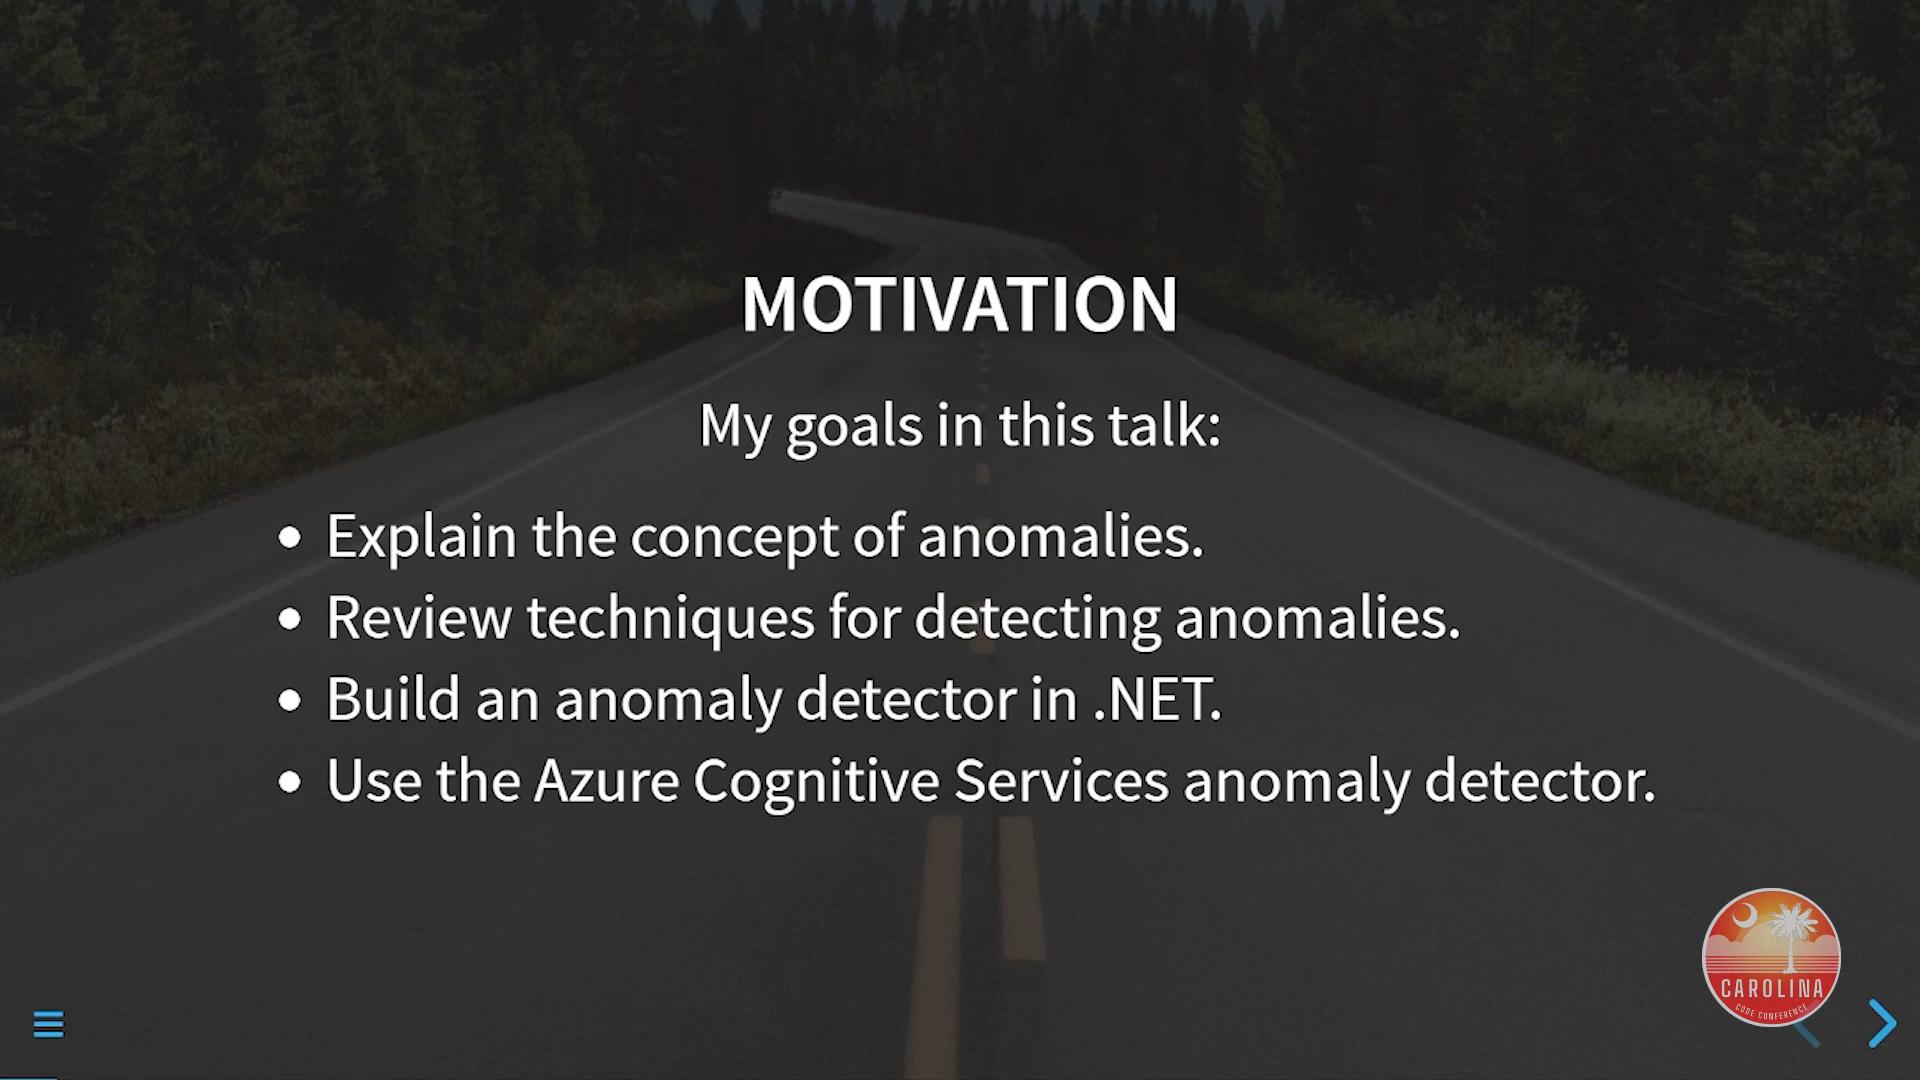 MOTIVATION
My goals in this talk:
• Explain the concept of anomalies.
• Review techniques for detecting anomalies.
• Build an anomaly detector in .NET.
• Use the Azure Cognitive Services anomaly detector.
CAROLINA
CODE CONFERENCE